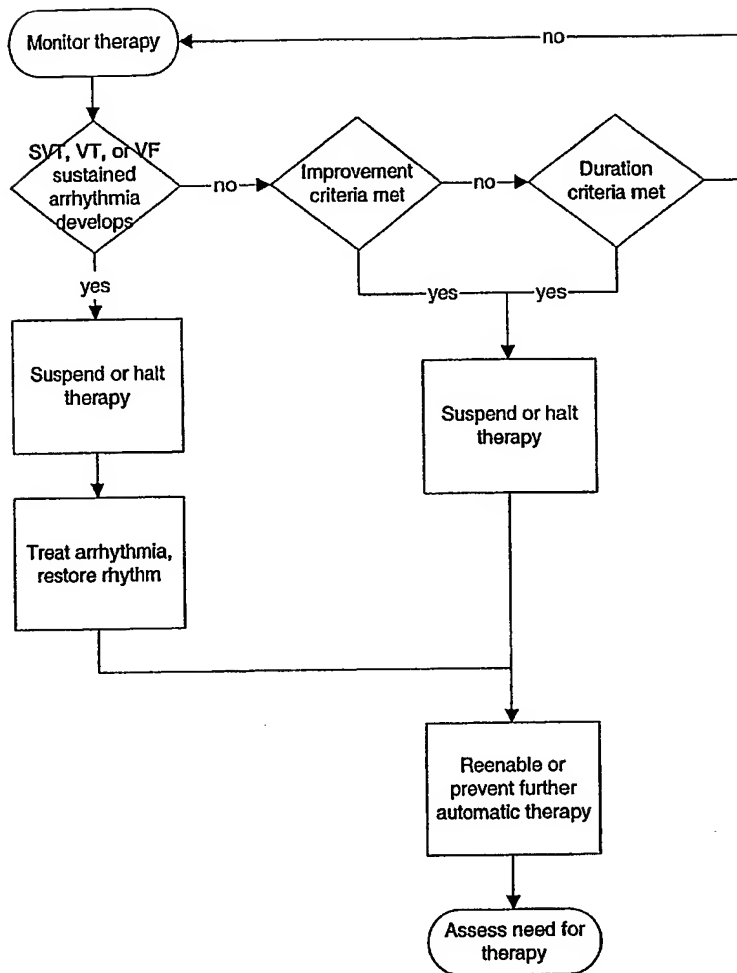 Monitor therapy
no
SVT, VT, or VF
sustained
arrhythmia
develops
no
Improvement
criteria met
no
Duration
criteria met
yes
yes
yes
Suspend or halt
therapy
Suspend or halt
therapy
Treat arrhythmia,
restore rhythm
Reenable or
prevent further
automatic therapy
Assess need for
therapy